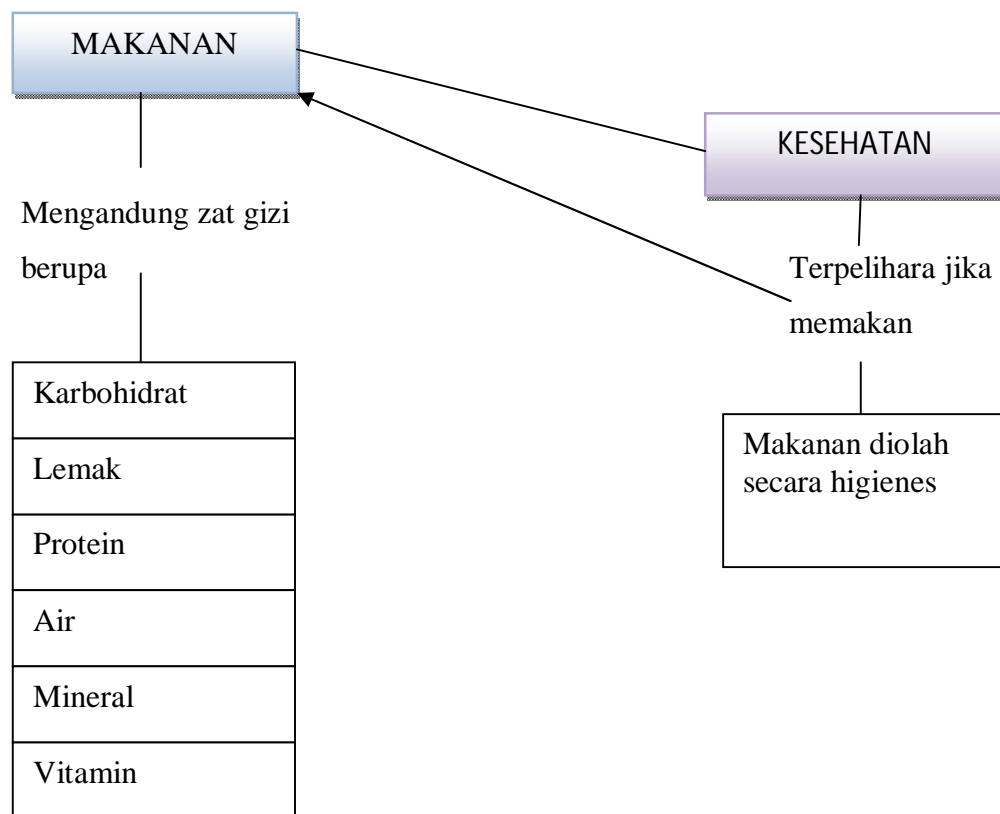 MAKANAN
KESEHATAN
Mengandung zat gizi
berupa
Terpelihara jika
memakan
Karbohidrat
Lemak
Protein
Air
Mineral
Vitamin
Makanan diolah
secara higienes